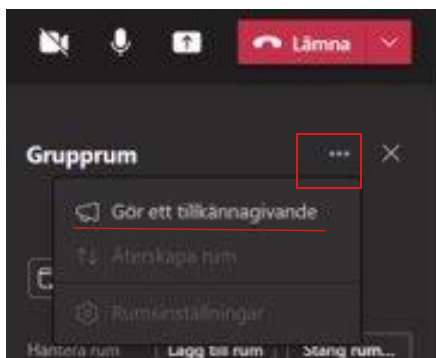 Lämna
Grupprum
Gör ett tillkännagivande
Återskapa rum
Rumsinställningar
Hantera rum Lägg till rum Stäng rum...